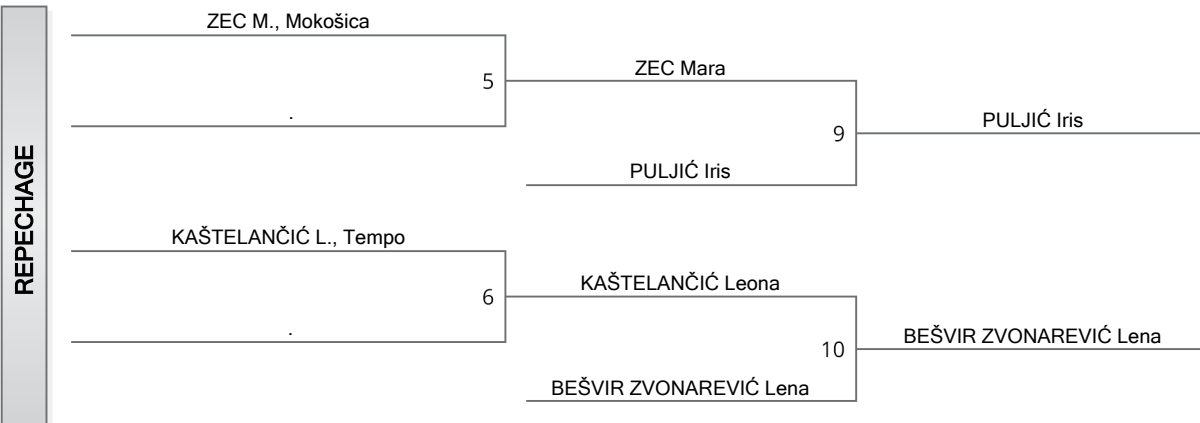 REPECHAGE
ZEC M., Mokošica
5
.
ZEC Mara
9
PULJIĆ Iris
PULJIĆ Iris
KAŠTELANČIĆ L., Tempo
6
.
KAŠTELANČIĆ Leona
10
BEŠVIR ZVONAREVIĆ Lena
BEŠVIR ZVONAREVIĆ Lena